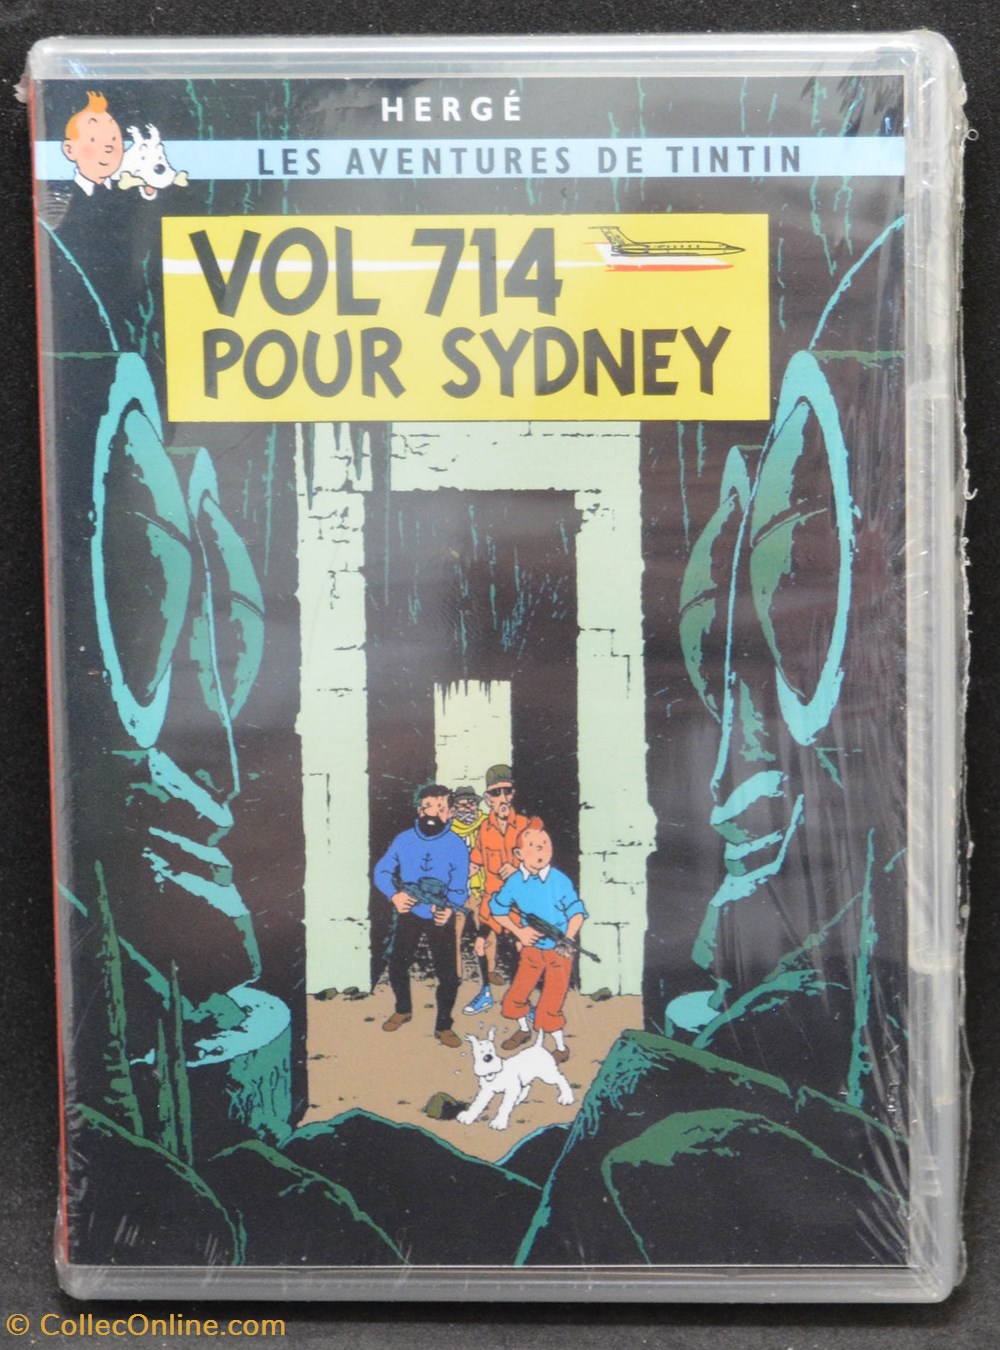 HERGÉ
LES AVENTURES DE TINTIN
VOL 714
POUR SYDNEY
© CollecOnline.com